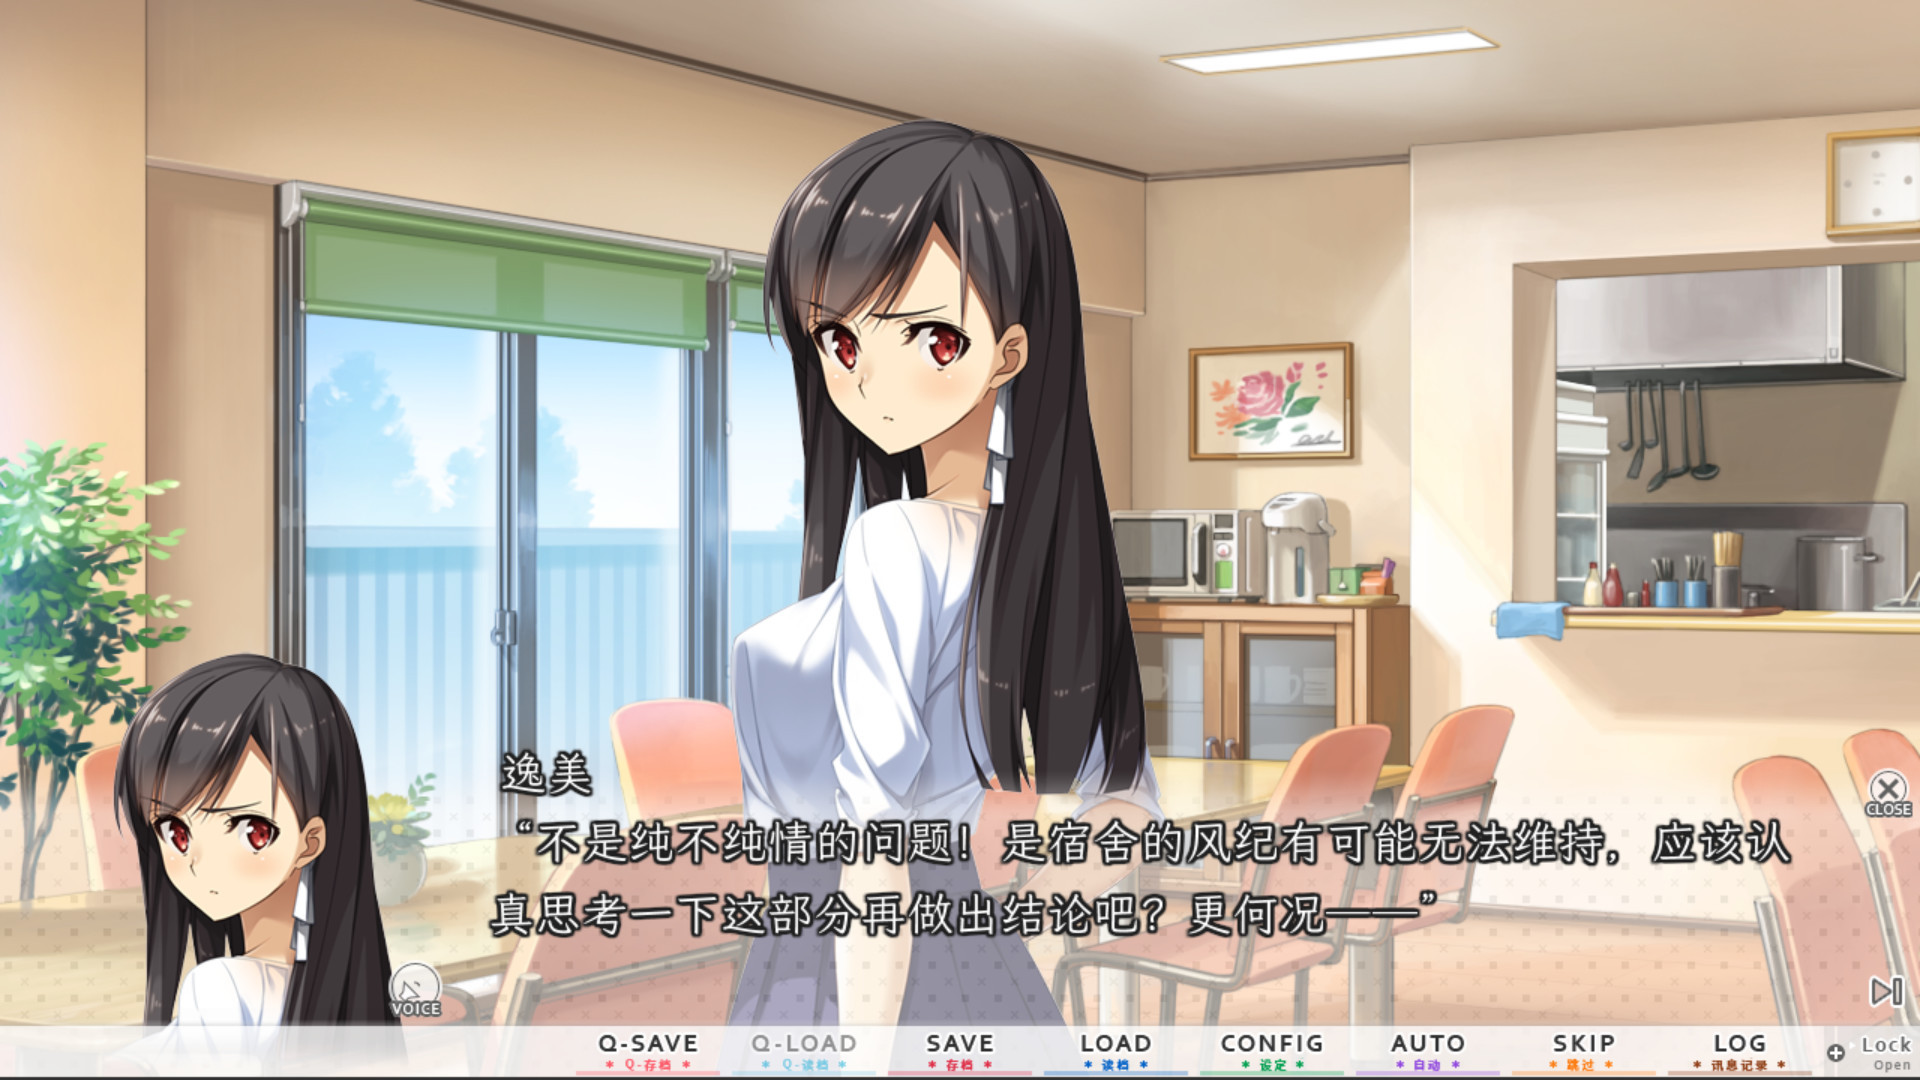 逸美
“不是纯不纯情的问题！是宿舍的风纪有可能无法维持，应该认
真思考一下这部分再做出结论吧？更何况——”
CLOSE
VOICE
Q-SAVE Q-LOAD SAVE LOAD CONFIG AUTO SKIP LOG Lock
* Q-存档 * * Q-读档 * * 存档 * * 读档 * * 设定 * * 自动 * * 跳过 * * 讯息记录 * Open